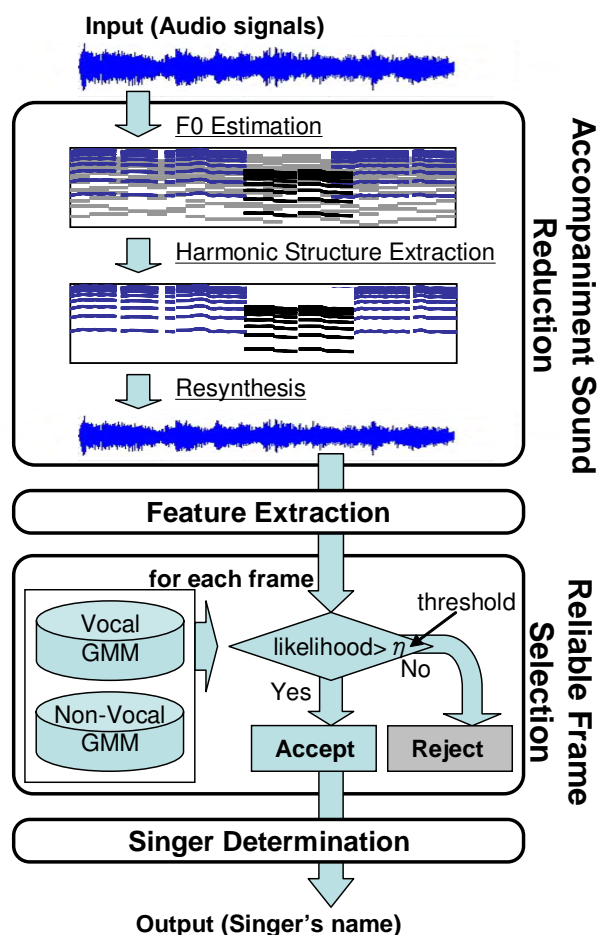 Input (Audio signals)
F0 Estimation
Harmonic Structure Extraction
Resynthesis
Accompaniment Sound
Reduction
Feature Extraction
for each frame
threshold
Vocal
GMM
likelihood> η
No
Yes
Non-Vocal
GMM
Accept
Reject
Reliable Frame
Selection
Singer Determination
Output (Singer's name)